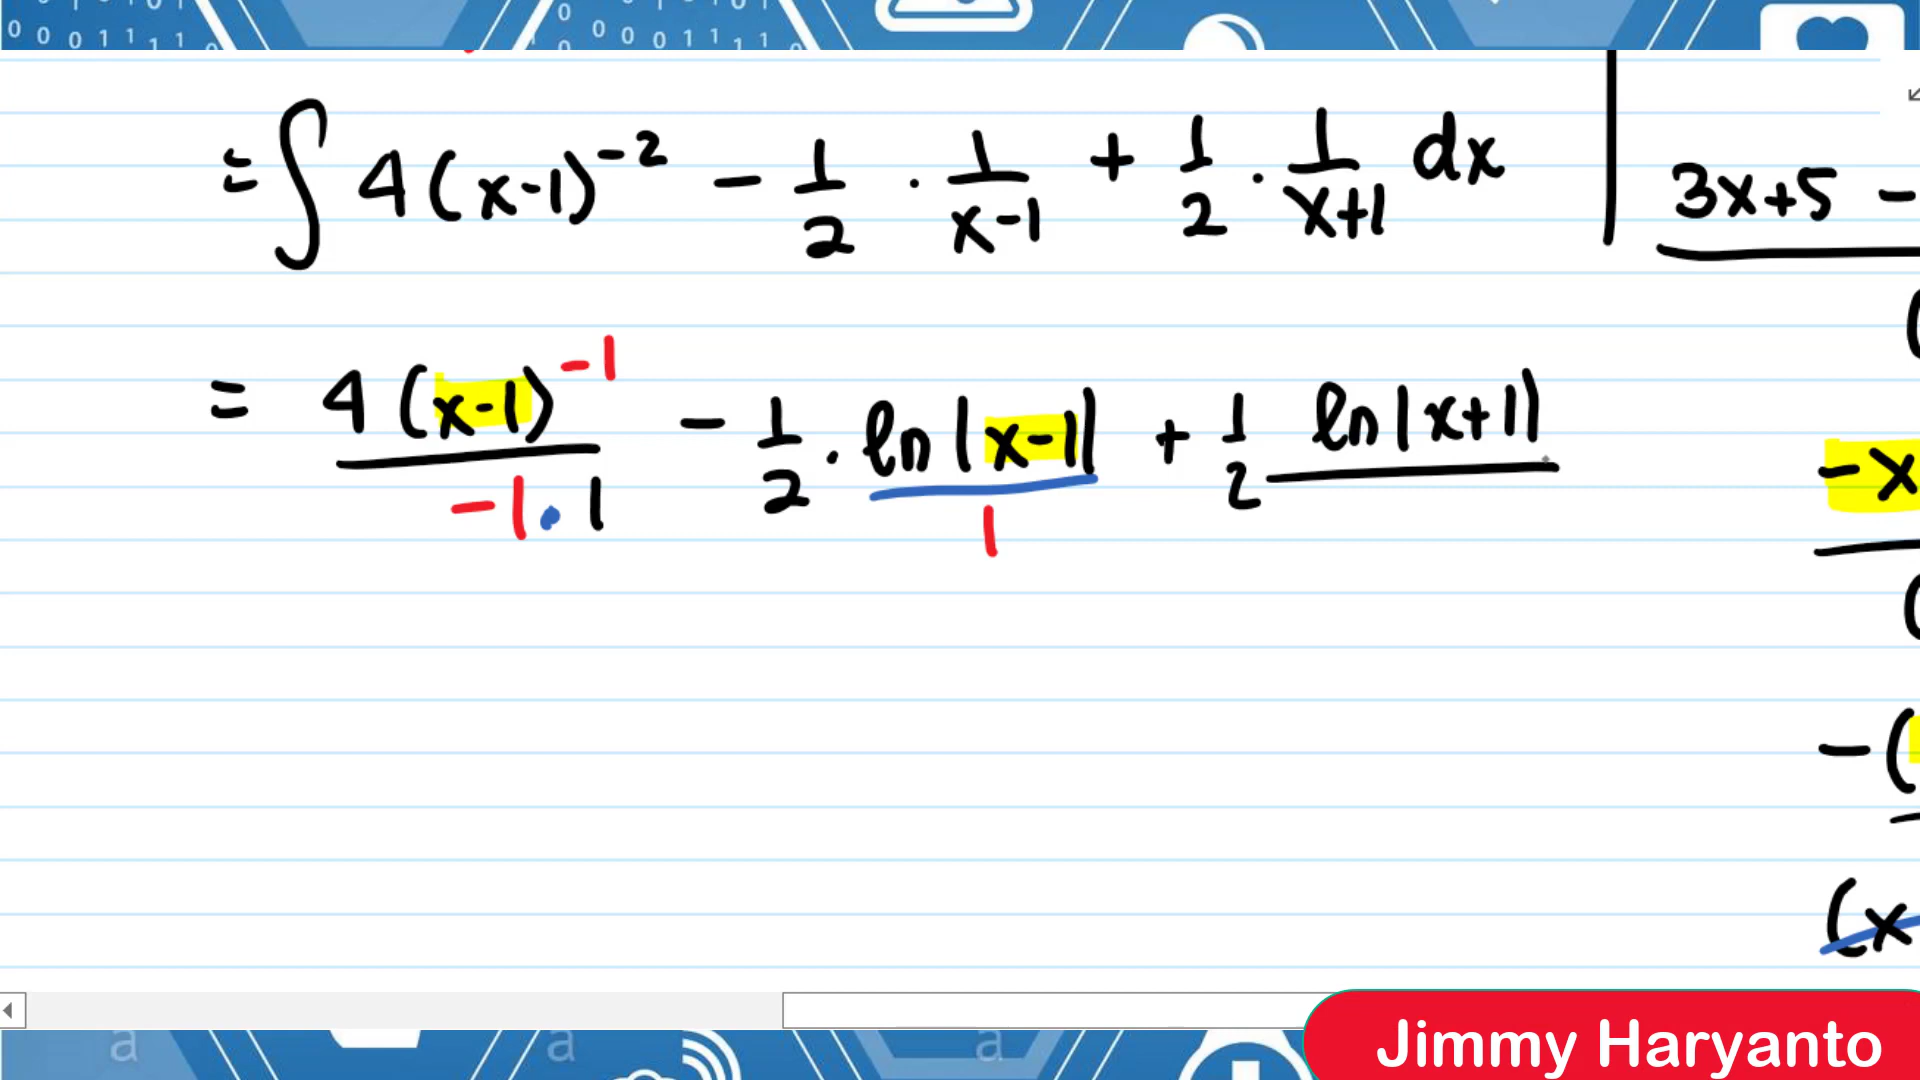 = ∫ 4(x-1)^-2 - 1/2 · 1/(x-1) + 1/2 · 1/(x+1) dx
3x+5 -
= 4(x-1)^-1 / (-1·1) - 1/2 · ln|x-1| / 1 + 1/2 ln|x+1|
-x
-(
(x
Jimmy Haryanto